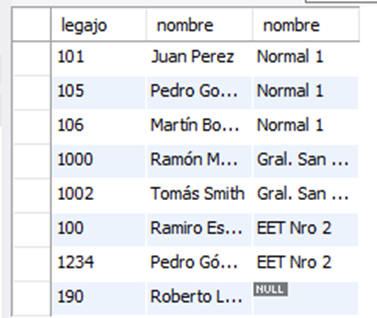 legajo nombre nombre
101 Juan Perez Normal 1
105 Pedro Go... Normal 1
106 Martín Bo... Normal 1
1000 Ramón M... Gral. San ...
1002 Tomás Smith Gral. San ...
100 Ramiro Es... EET Nro 2
1234 Pedro Gó... EET Nro 2
190 Roberto L... NULL